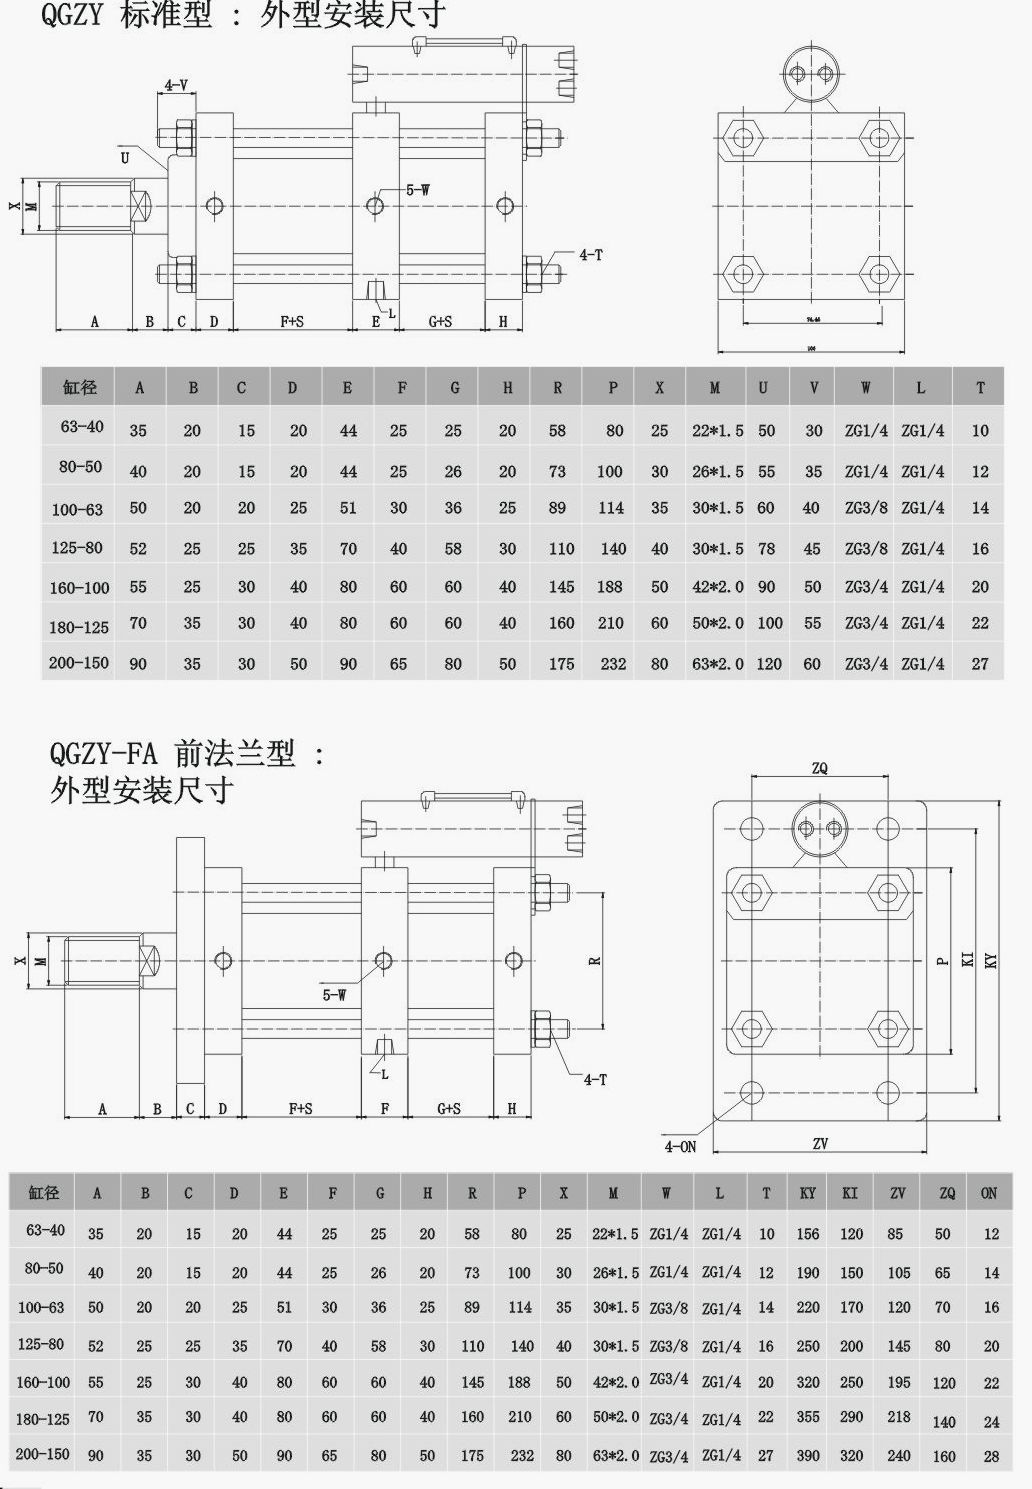 QGZY 标准型 : 外型安装尺寸
4-V
U
5-W
X
M
4-T
L
A B C D F+S E G+S H
100
缸径 A B C D E F G H R P X M U V W L T
63-40 35 20 15 20 44 25 25 20 58 80 25 22*1.5 50 30 ZG1/4 ZG1/4 10
80-50 40 20 15 20 44 25 26 20 73 100 30 26*1.5 55 35 ZG1/4 ZG1/4 12
100-63 50 20 20 25 51 30 36 25 89 114 35 30*1.5 60 40 ZG3/8 ZG1/4 14
125-80 52 25 25 35 70 40 58 30 110 140 40 30*1.5 78 45 ZG3/8 ZG1/4 16
160-100 55 25 30 40 80 60 60 40 145 188 50 42*2.0 90 50 ZG3/4 ZG1/4 20
180-125 70 35 30 40 80 60 60 40 160 210 60 50*2.0 100 55 ZG3/4 ZG1/4 22
200-150 90 35 30 50 90 65 80 50 175 232 80 63*2.0 120 60 ZG3/4 ZG1/4 27
QGZY-FA 前法兰型 :
外型安装尺寸
ZQ
X
M
5-W
R
P
KI
KY
L
4-T
A B C D F+S F G+S H
4-ON
ZV
缸径 A B C D E F G H R P X M W L T KY KI ZV ZQ ON
63-40 35 20 15 20 44 25 25 20 58 80 25 22*1.5 ZG1/4 ZG1/4 10 156 120 85 50 12
80-50 40 20 15 20 44 25 26 20 73 100 30 26*1.5 ZG1/4 ZG1/4 12 190 150 105 65 14
100-63 50 20 20 25 51 30 36 25 89 114 35 30*1.5 ZG3/8 ZG1/4 14 220 170 120 70 16
125-80 52 25 25 35 70 40 58 30 110 140 40 30*1.5 ZG3/8 ZG1/4 16 250 200 145 80 20
160-100 55 25 30 40 80 60 60 40 145 188 50 42*2.0 ZG3/4 ZG1/4 20 320 250 195 120 22
180-125 70 35 30 40 80 60 60 40 160 210 60 50*2.0 ZG3/4 ZG1/4 22 355 290 218 140 24
200-150 90 35 30 50 90 65 80 50 175 232 80 63*2.0 ZG3/4 ZG1/4 27 390 320 240 160 28